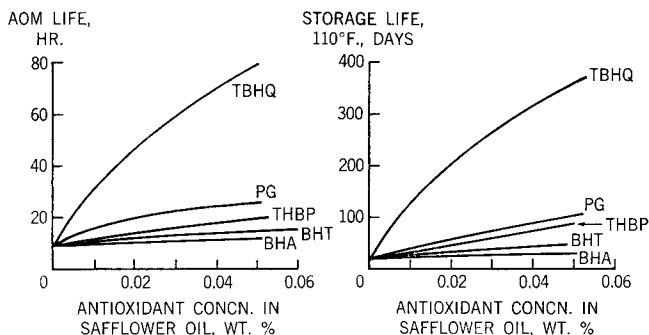 AOM LIFE,
HR.
80
60
40
20
0
0.02
0.04
0.06
TBHQ
PG
THBP
BHT
BHA
ANTIOXIDANT CONCN. IN
SAFFLOWER OIL, WT. %
STORAGE LIFE,
110°F., DAYS
400
300
200
100
0
0.02
0.04
0.06
TBHQ
PG
THBP
BHT
BHA
ANTIOXIDANT CONCN. IN
SAFFLOWER OIL, WT. %